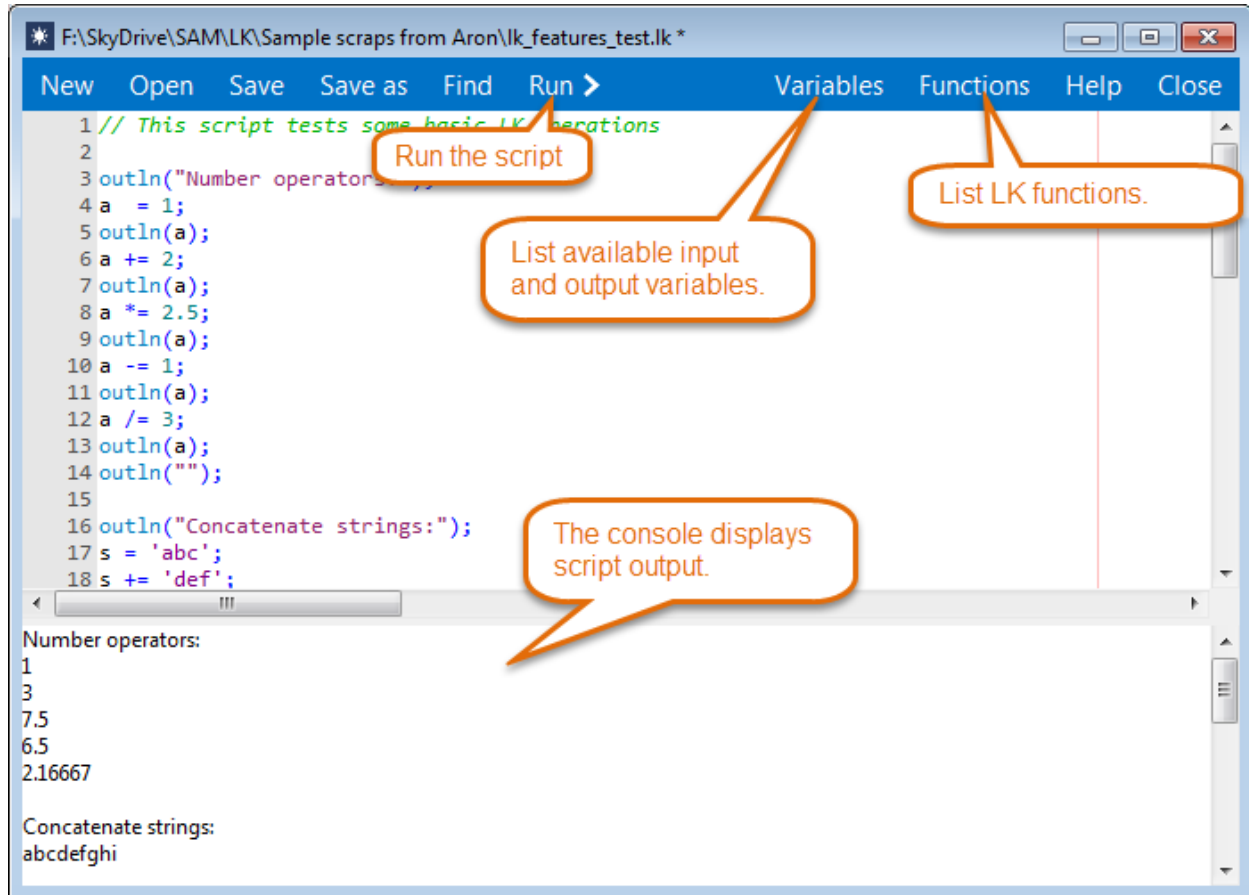 F:\SkyDrive\SAM\LK\Sample scraps from Aron\lk_features_test.lk *
New Open Save Save as Find Run > Variables Functions Help Close
1 // This script tests some basic LK operations
Run the script
2
3 outln("Number operators:
List LK functions.
4 a  = 1;
5 outln(a);
List available input
and output variables.
6 a += 2;
7 outln(a);
8 a *= 2.5;
9 outln(a);
10 a -= 1;
11 outln(a);
12 a /= 3;
13 outln(a);
14 outln("");
15
16 outln("Concatenate strings:");
The console displays
script output.
17 s = 'abc';
18 s += 'def';
Number operators:
1
3
7.5
6.5
2.16667
Concatenate strings:
abcdefghi